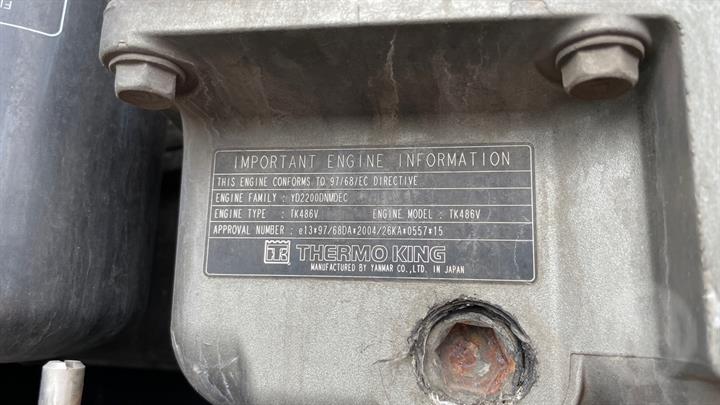 IMPORTANT ENGINE INFORMATION
THIS ENGINE CONFORMS TO 97/68/EC DIRECTIVE
ENGINE FAMILY : YD2200DNMDEC
ENGINE TYPE : TK486V ENGINE MODEL : TK486V
APPROVAL NUMBER : e13*97/68DA*2004/26KA*0557*15
TK THERMO KING
MANUFACTURED BY YANMAR CO.,LTD. IN JAPAN